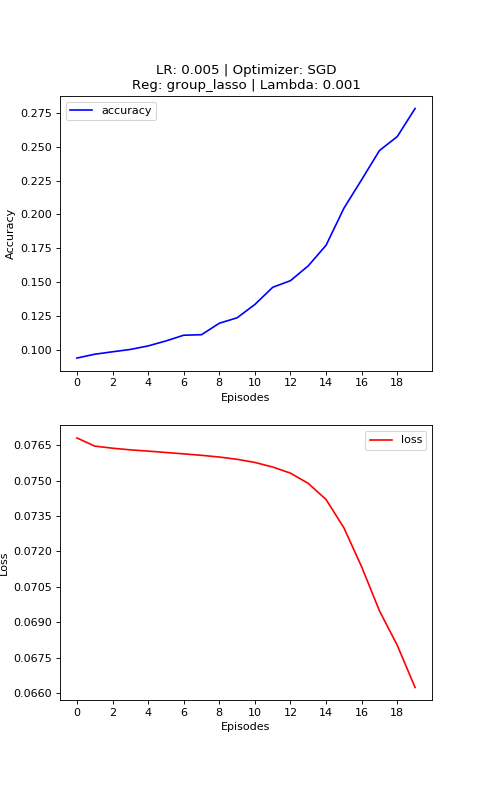 LR: 0.005 | Optimizer: SGD
Reg: group_lasso | Lambda: 0.001
accuracy
0.275
0.250
0.225
0.200
0.175
0.150
0.125
0.100
Accuracy
0 2 4 6 8 10 12 14 16 18
Episodes
loss
0.0765
0.0750
0.0735
0.0720
0.0705
0.0690
0.0675
0.0660
Loss
0 2 4 6 8 10 12 14 16 18
Episodes